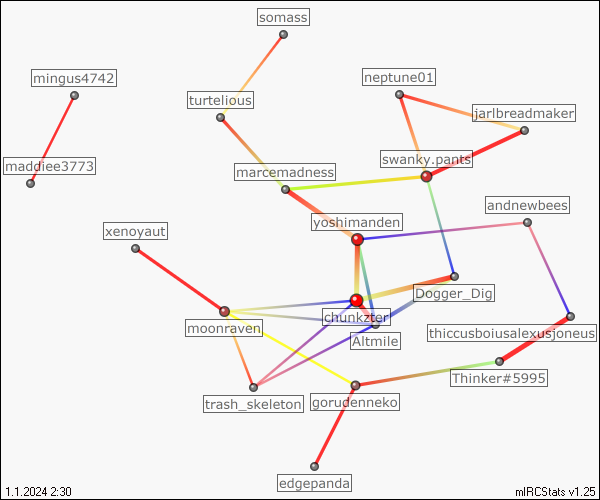 somass
mingus4742
neptune01
turtelious
jarlbreadmaker
swanky.pants
maddiee3773
marcemadness
andnewbees
yoshimanden
xenoyaut
Dogger_Dig
chunkzter
moonraven
Altmile
thiccusboiusalexusjoneus
Thinker#5995
trash_skeleton
gorudenneko
edgepanda
1.1.2024 2:30
mIRCStats v1.25